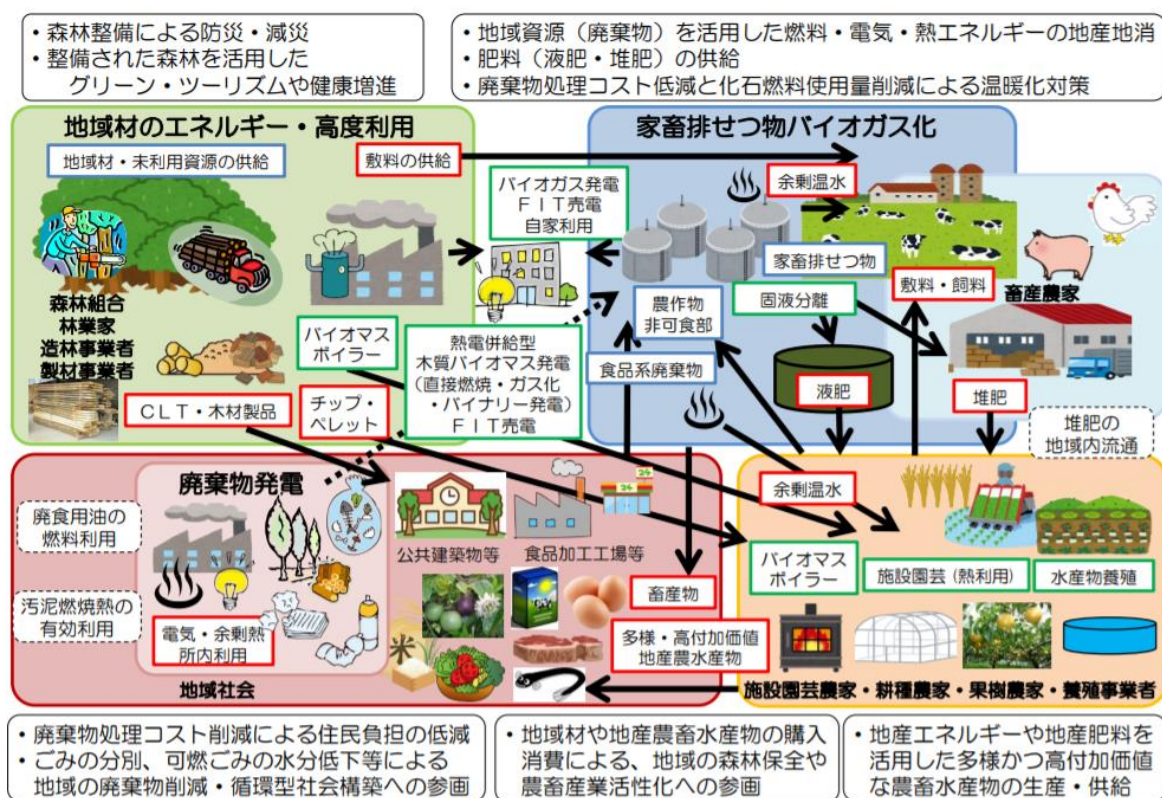 ・森林整備による防災・減災
・整備された森林を活用した
グリーン・ツーリズムや健康増進
・地域資源（廃棄物）を活用した燃料・電気・熱エネルギーの地産地消
・肥料（液肥・堆肥）の供給
・廃棄物処理コスト低減と化石燃料使用量削減による温暖化対策
地域材のエネルギー・高度利用
地域材・未利用資源の供給
敷料の供給
森林組合
林業家
造林事業者
製材事業者
バイオマス
ボイラー
CLT・木材製品
チップ・
ペレット
バイオガス発電
FIT売電
自家利用
熱電併給型
木質バイオマス発電
（直接燃焼・ガス化
・バイナリー発電）
FIT売電
家畜排せつ物バイオガス化
余剰温水
家畜排せつ物
農作物
非可食部
固液分離
敷料・飼料
畜産農家
食品系廃棄物
液肥
堆肥
堆肥の
地域内流通
廃棄物発電
廃食用油の
燃料利用
汚泥燃焼熱の
有効利用
電気・余剰熱
所内利用
地域社会
公共建築物等
24
24
食品加工工場等
米
畜産物
多様・高付加価値
地産農水産物
余剰温水
バイオマス
ボイラー
施設園芸（熱利用）
水産物養殖
施設園芸農家・耕種農家・果樹農家・養殖事業者
・廃棄物処理コスト削減による住民負担の低減
・ごみの分別、可燃ごみの水分低下等による
地域の廃棄物削減・循環型社会構築への参画
・地域材や地産農畜水産物の購入
消費による、地域の森林保全や
農畜産業活性化への参画
・地産エネルギーや地産肥料を
活用した多様かつ高付加価値
な農畜水産物の生産・供給